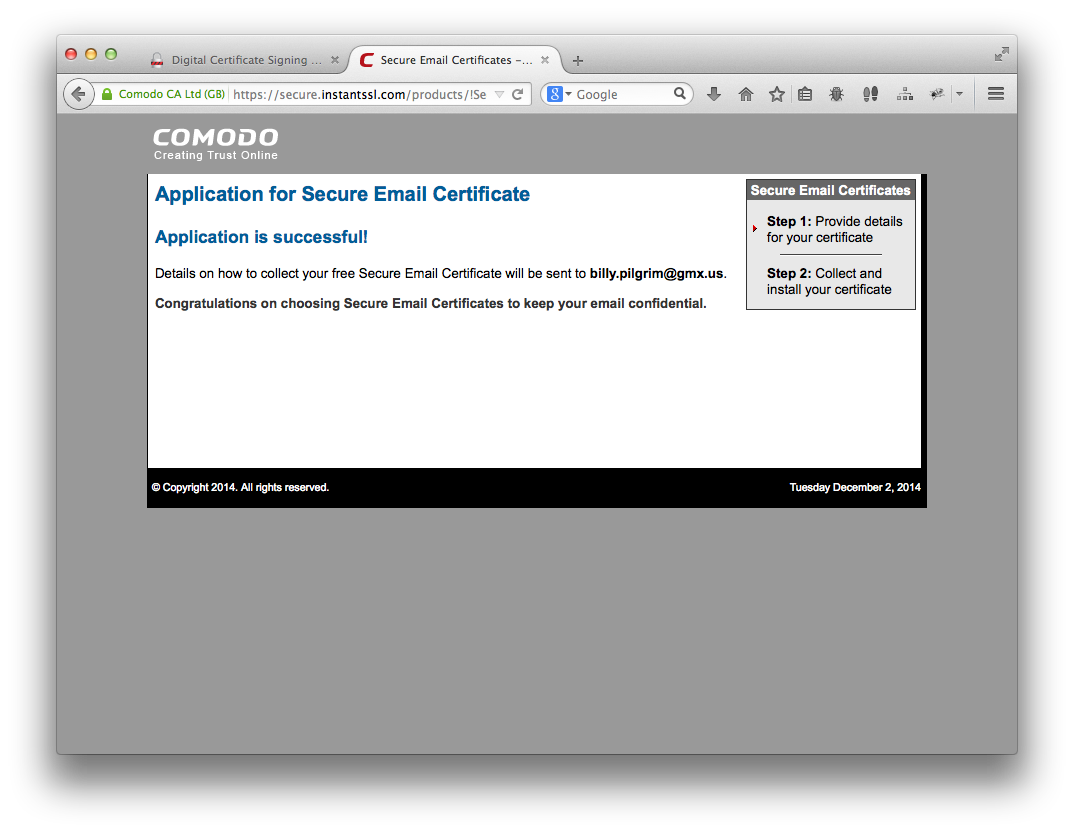 Digital Certificate Signing ...
Secure Email Certificates –...
Comodo CA Ltd (GB)
https://secure.instantssl.com/products/!Se
Google
COMODO
Creating Trust Online
Application for Secure Email Certificate
Application is successful!
Details on how to collect your free Secure Email Certificate will be sent to billy.pilgrim@gmx.us.
Congratulations on choosing Secure Email Certificates to keep your email confidential.
Secure Email Certificates
Step 1: Provide details
for your certificate
Step 2: Collect and
install your certificate
© Copyright 2014. All rights reserved.
Tuesday December 2, 2014